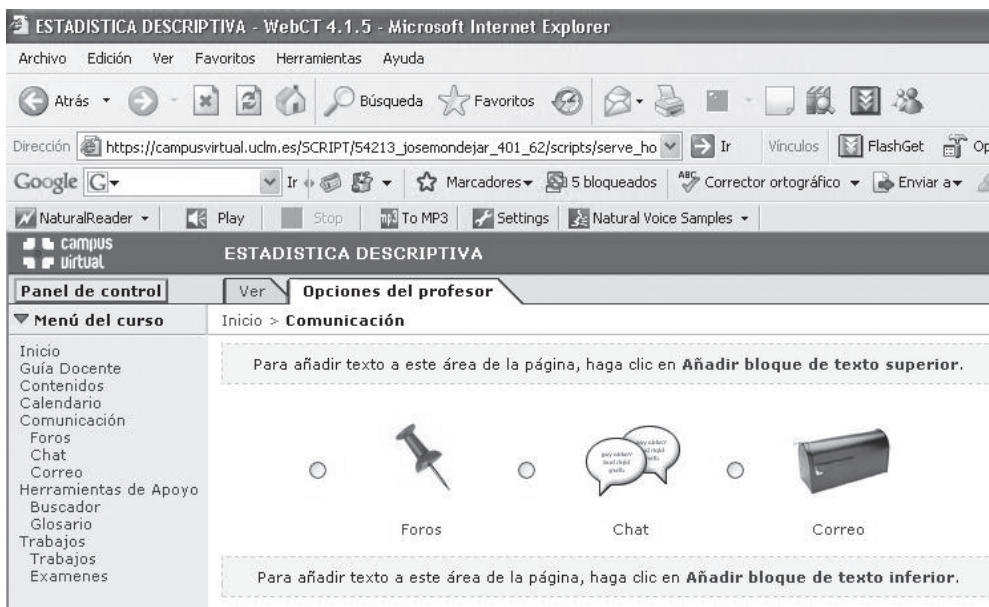 ESTADISTICA DESCRIPTIVA - WebCT 4.1.5 - Microsoft Internet Explorer
Archivo Edición Ver Favoritos Herramientas Ayuda
Atrás Búsqueda Favoritos
Dirección https://campusvirtual.uclm.es/SCRIPT/54213_josemondejar_401_62/scripts/serve_ho Ir Vínculos FlashGet Op
Google G Ir Marcadores 5 bloqueados ABC Corrector ortográfico Enviar a
NaturalReader Play Stop mp3 To MP3 Settings Natural Voice Samples
campus
virtual
ESTADISTICA DESCRIPTIVA
Panel de control Ver Opciones del profesor
Menú del curso Inicio > Comunicación
Inicio
Guía Docente
Contenidos
Calendario
Comunicación
Foros
Chat
Correo
Herramientas de Apoyo
Buscador
Glosario
Trabajos
Trabajos
Examenes
Para añadir texto a este área de la página, haga clic en Añadir bloque de texto superior.
Foros Chat Correo
Para añadir texto a este área de la página, haga clic en Añadir bloque de texto inferior.